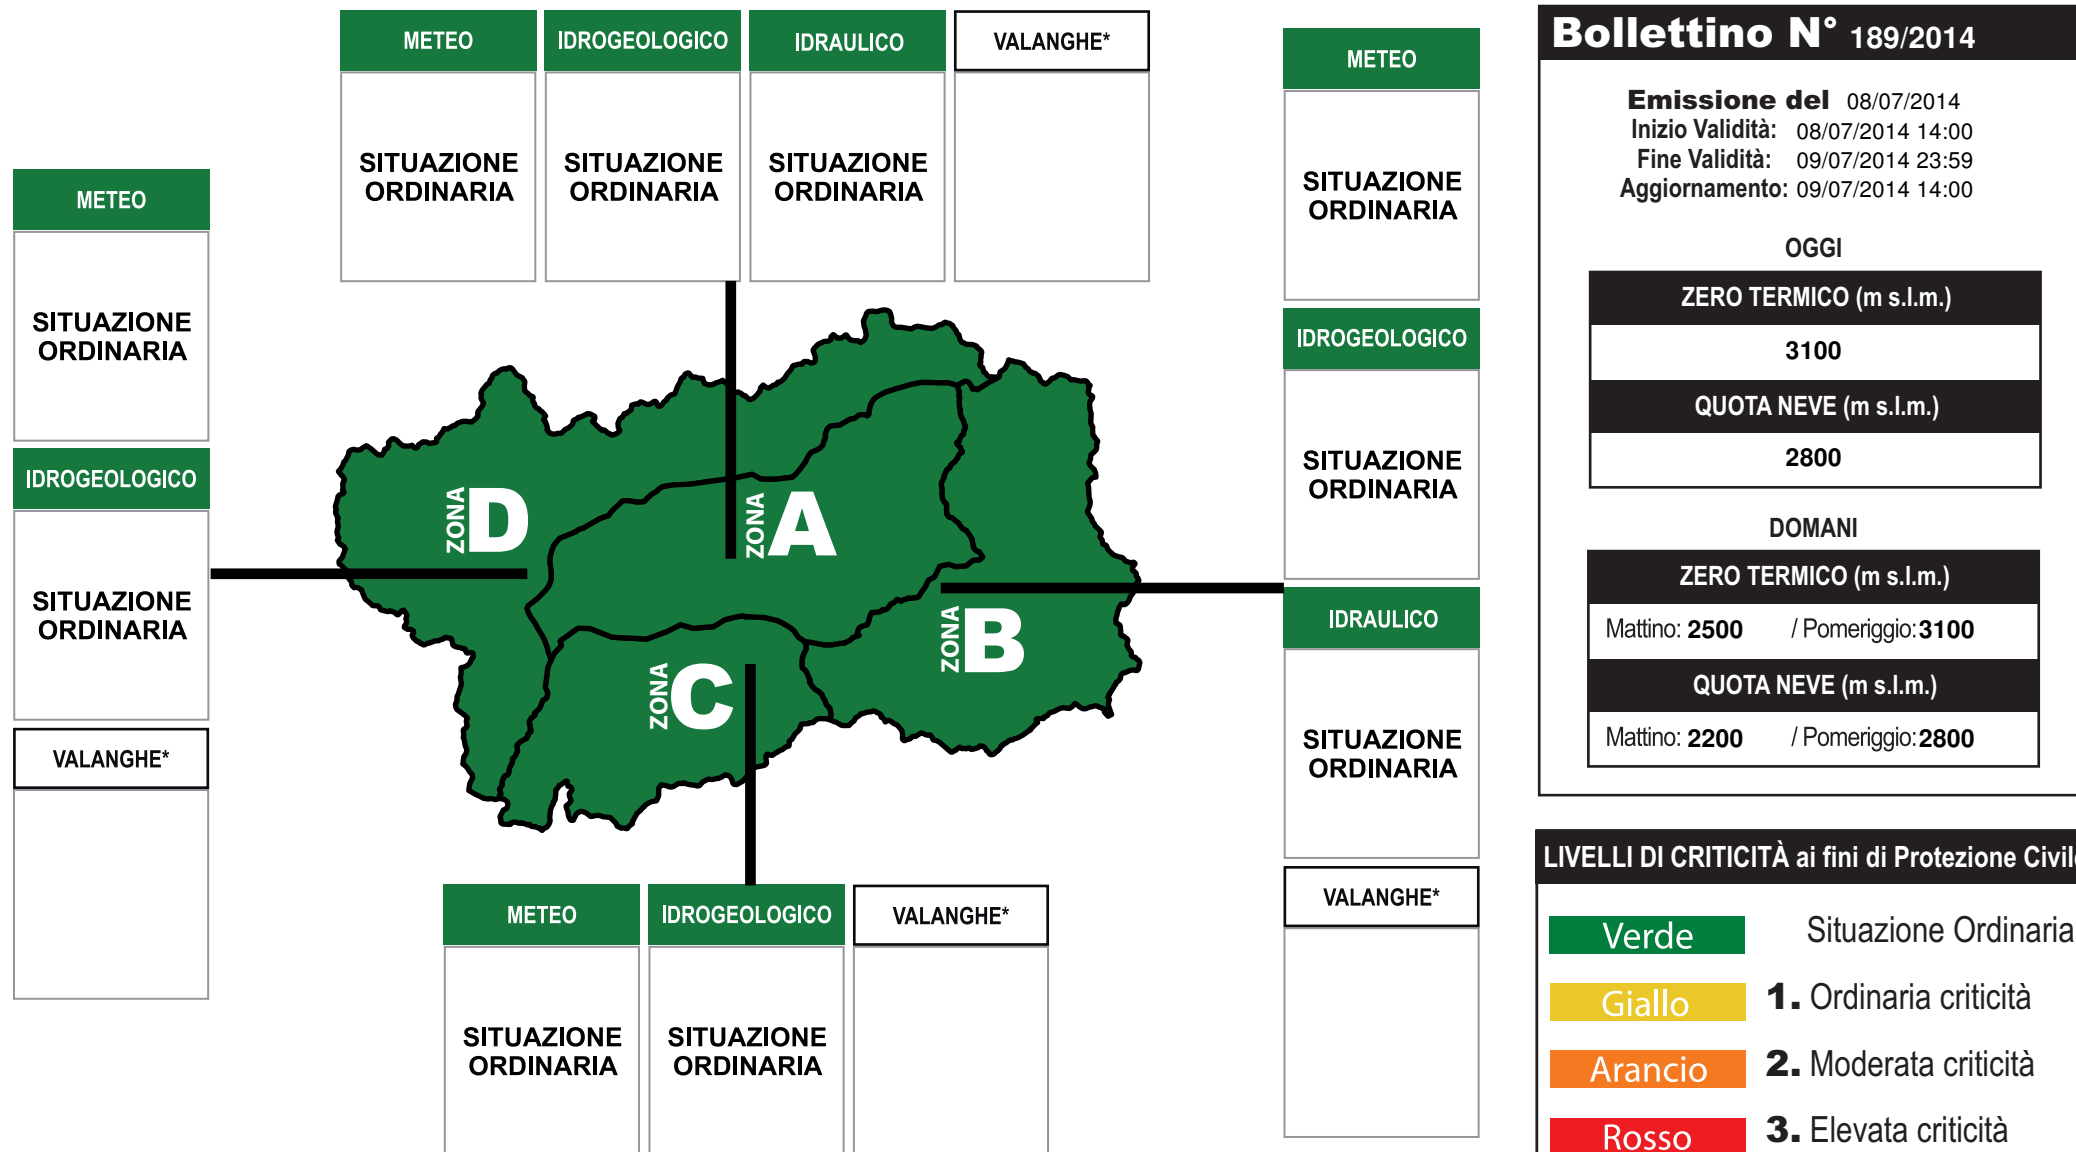 METEO
IDROGEOLOGICO
IDRAULICO
VALANGHE*
SITUAZIONE
ORDINARIA
SITUAZIONE
ORDINARIA
SITUAZIONE
ORDINARIA
METEO
SITUAZIONE
ORDINARIA
IDROGEOLOGICO
SITUAZIONE
ORDINARIA
VALANGHE*
METEO
SITUAZIONE
ORDINARIA
IDROGEOLOGICO
SITUAZIONE
ORDINARIA
IDRAULICO
SITUAZIONE
ORDINARIA
VALANGHE*
ZONA D
ZONA A
ZONA B
ZONA C
METEO
IDROGEOLOGICO
VALANGHE*
SITUAZIONE
ORDINARIA
SITUAZIONE
ORDINARIA
Bollettino N° 189/2014
Emissione del 08/07/2014
Inizio Validità: 08/07/2014 14:00
Fine Validità: 09/07/2014 23:59
Aggiornamento: 09/07/2014 14:00
OGGI
ZERO TERMICO (m s.l.m.)
3100
QUOTA NEVE (m s.l.m.)
2800
DOMANI
ZERO TERMICO (m s.l.m.)
Mattino: 2500 / Pomeriggio: 3100
QUOTA NEVE (m s.l.m.)
Mattino: 2200 / Pomeriggio: 2800
LIVELLI DI CRITICITÀ ai fini di Protezione Civile
Verde Situazione Ordinaria
Giallo 1. Ordinaria criticità
Arancio 2. Moderata criticità
Rosso 3. Elevata criticità